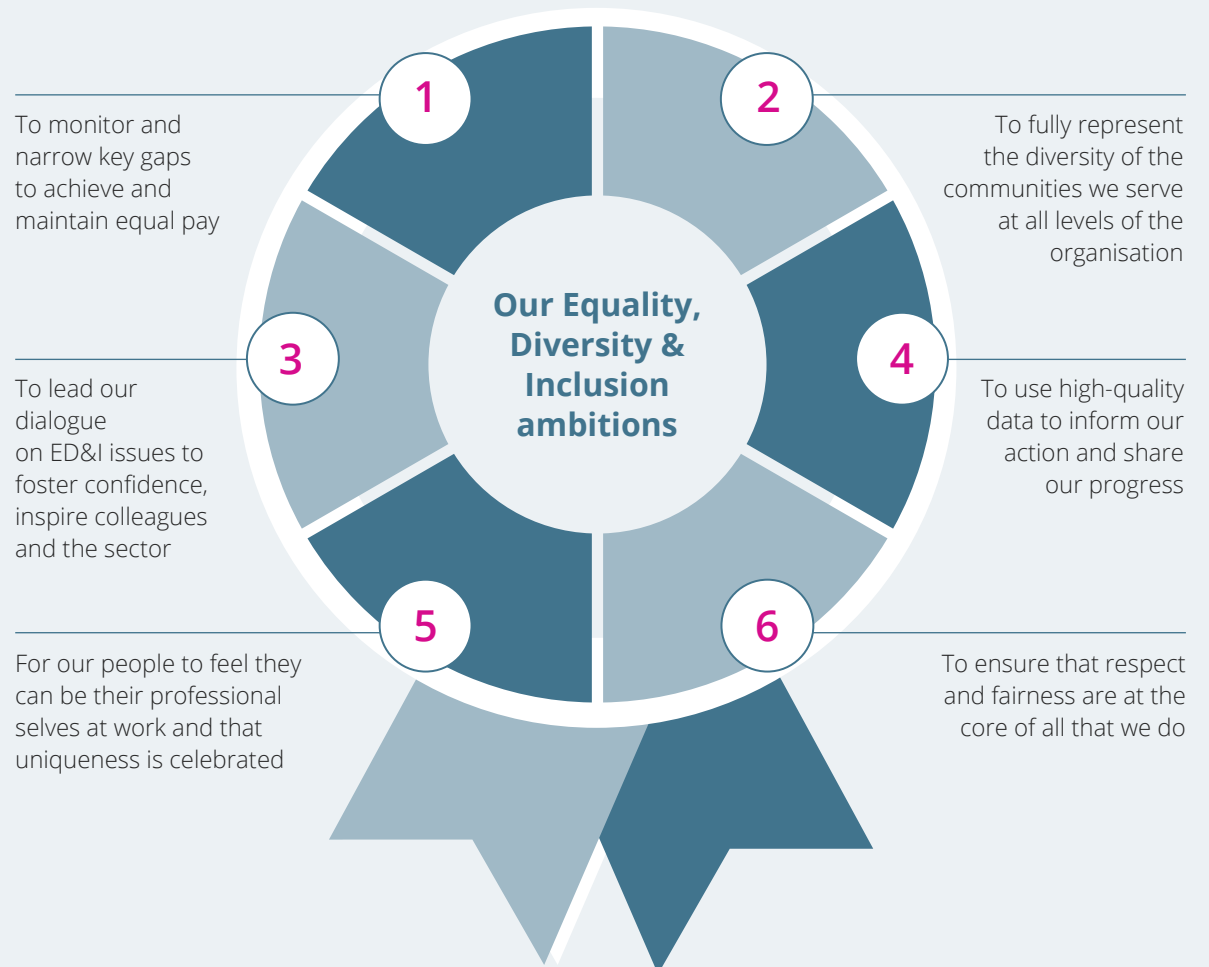 1
To monitor and
narrow key gaps
to achieve and
maintain equal pay
2
To fully represent
the diversity of the
communities we serve
at all levels of the
organisation
Our Equality,
Diversity &
Inclusion
ambitions
3
To lead our
dialogue
on ED&I issues to
foster confidence,
inspire colleagues
and the sector
4
To use high-quality
data to inform our
action and share
our progress
5
For our people to feel they
can be their professional
selves at work and that
uniqueness is celebrated
6
To ensure that respect
and fairness are at the
core of all that we do